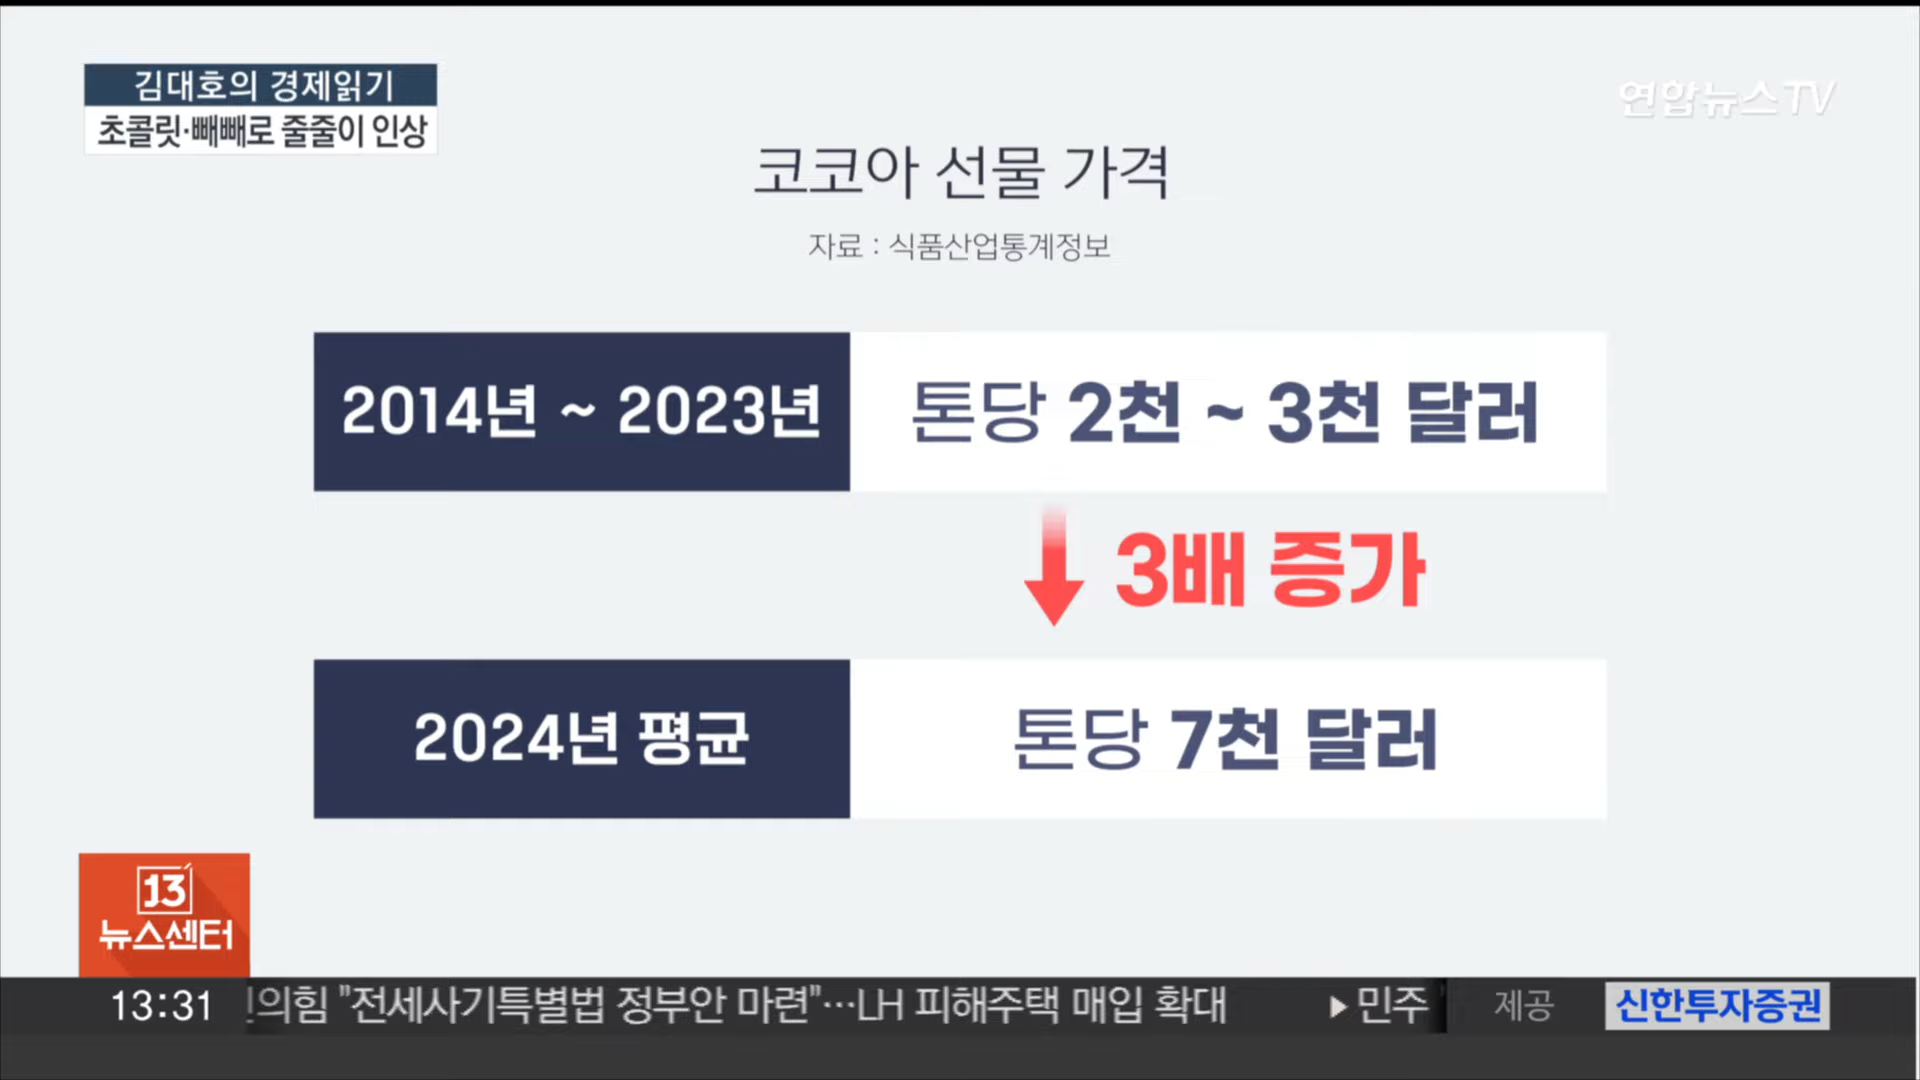 김대호의 경제읽기
초콜릿·빼빼로 줄줄이 인상
연합뉴스TV
코코아 선물 가격
자료 : 식품산업통계정보
2014년 ~ 2023년
톤당 2천 ~ 3천 달러
3배 증가
2024년 평균
톤당 7천 달러
13
뉴스센터
13:31
의힘 "전세사기특별법 정부안 마련"…LH 피해주택 매입 확대 ▶민주
제공
신한투자증권